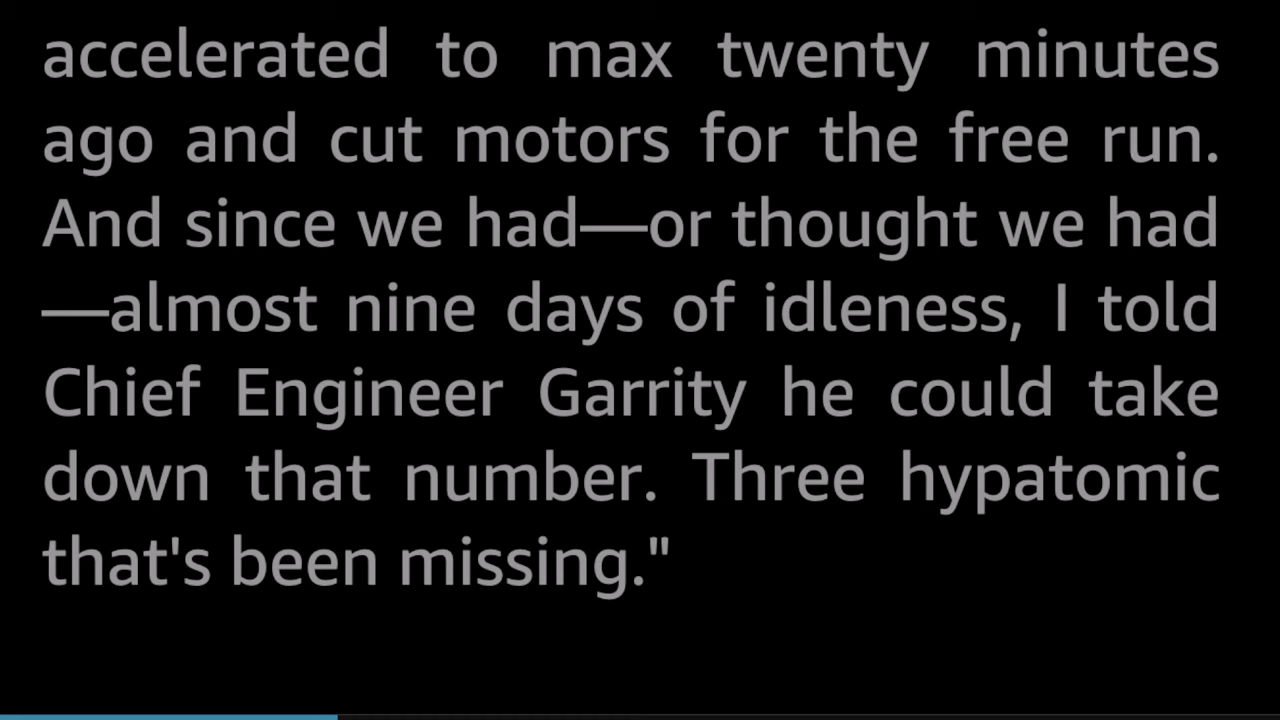 accelerated to max twenty minutes
ago and cut motors for the free run.
And since we had—or thought we had
—almost nine days of idleness, I told
Chief Engineer Garrity he could take
down that number. Three hypatomic
that's been missing."